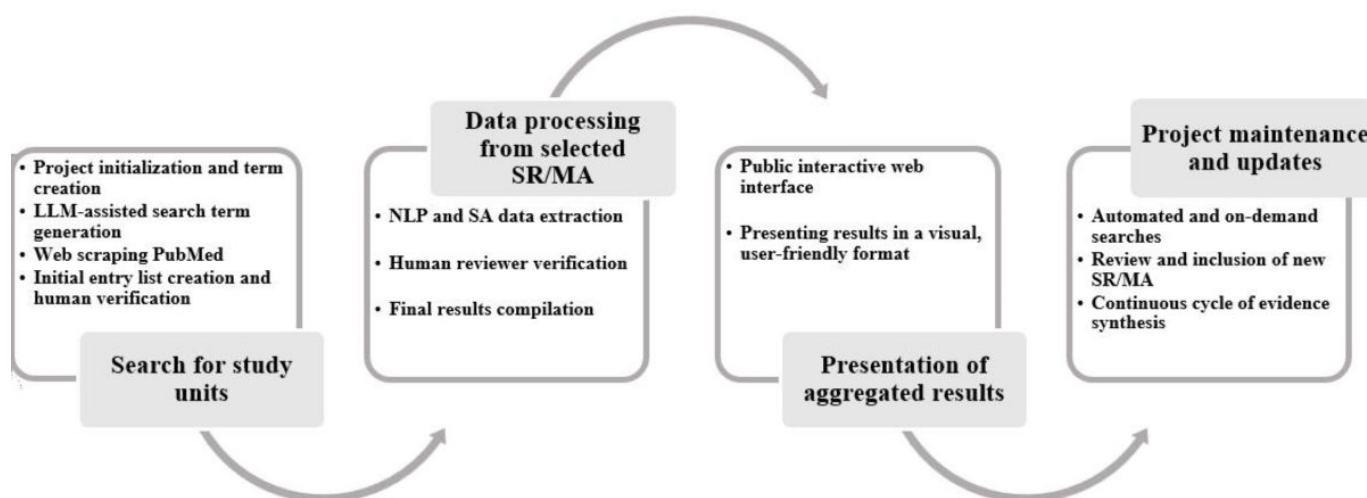 • Project initialization and term
creation
• LLM-assisted search term
generation
• Web scraping PubMed
• Initial entry list creation and
human verification
Search for study
units
Data processing
from selected
SR/MA
• NLP and SA data extraction
• Human reviewer verification
• Final results compilation
• Public interactive web
interface
• Presenting results in a visual,
user-friendly format
Presentation of
aggregated results
Project maintenance
and updates
• Automated and on-demand
searches
• Review and inclusion of new
SR/MA
• Continuous cycle of evidence
synthesis